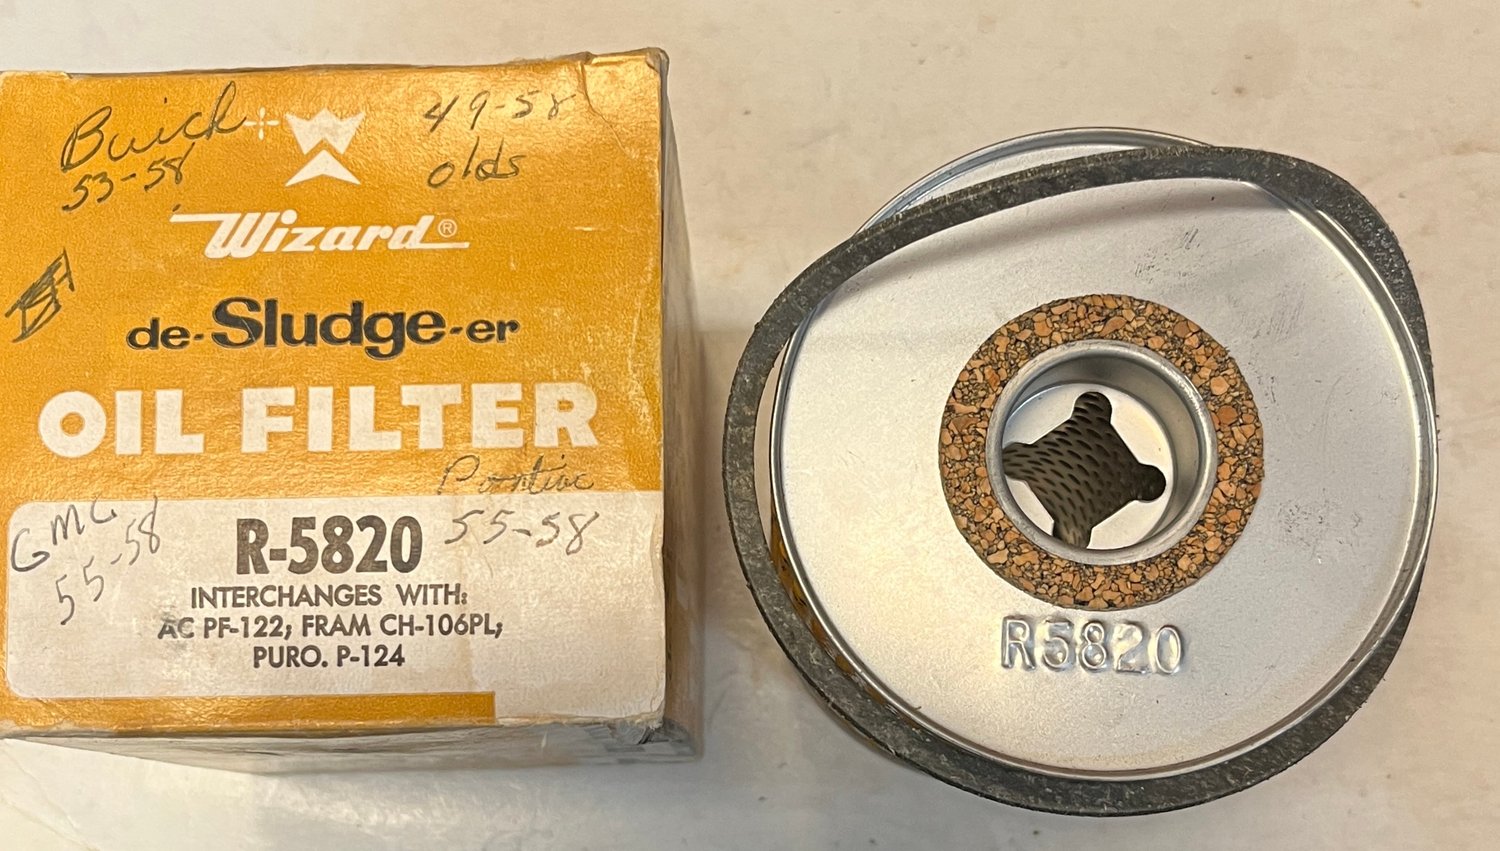 Buick
53-58
49-58
olds
Wizard®
de-Sludge-er
OIL FILTER
Pontiac
55-58
GMC
55-58
R-5820
INTERCHANGES WITH:
AC PF-122; FRAM CH-106PL;
PURO. P-124
R5820